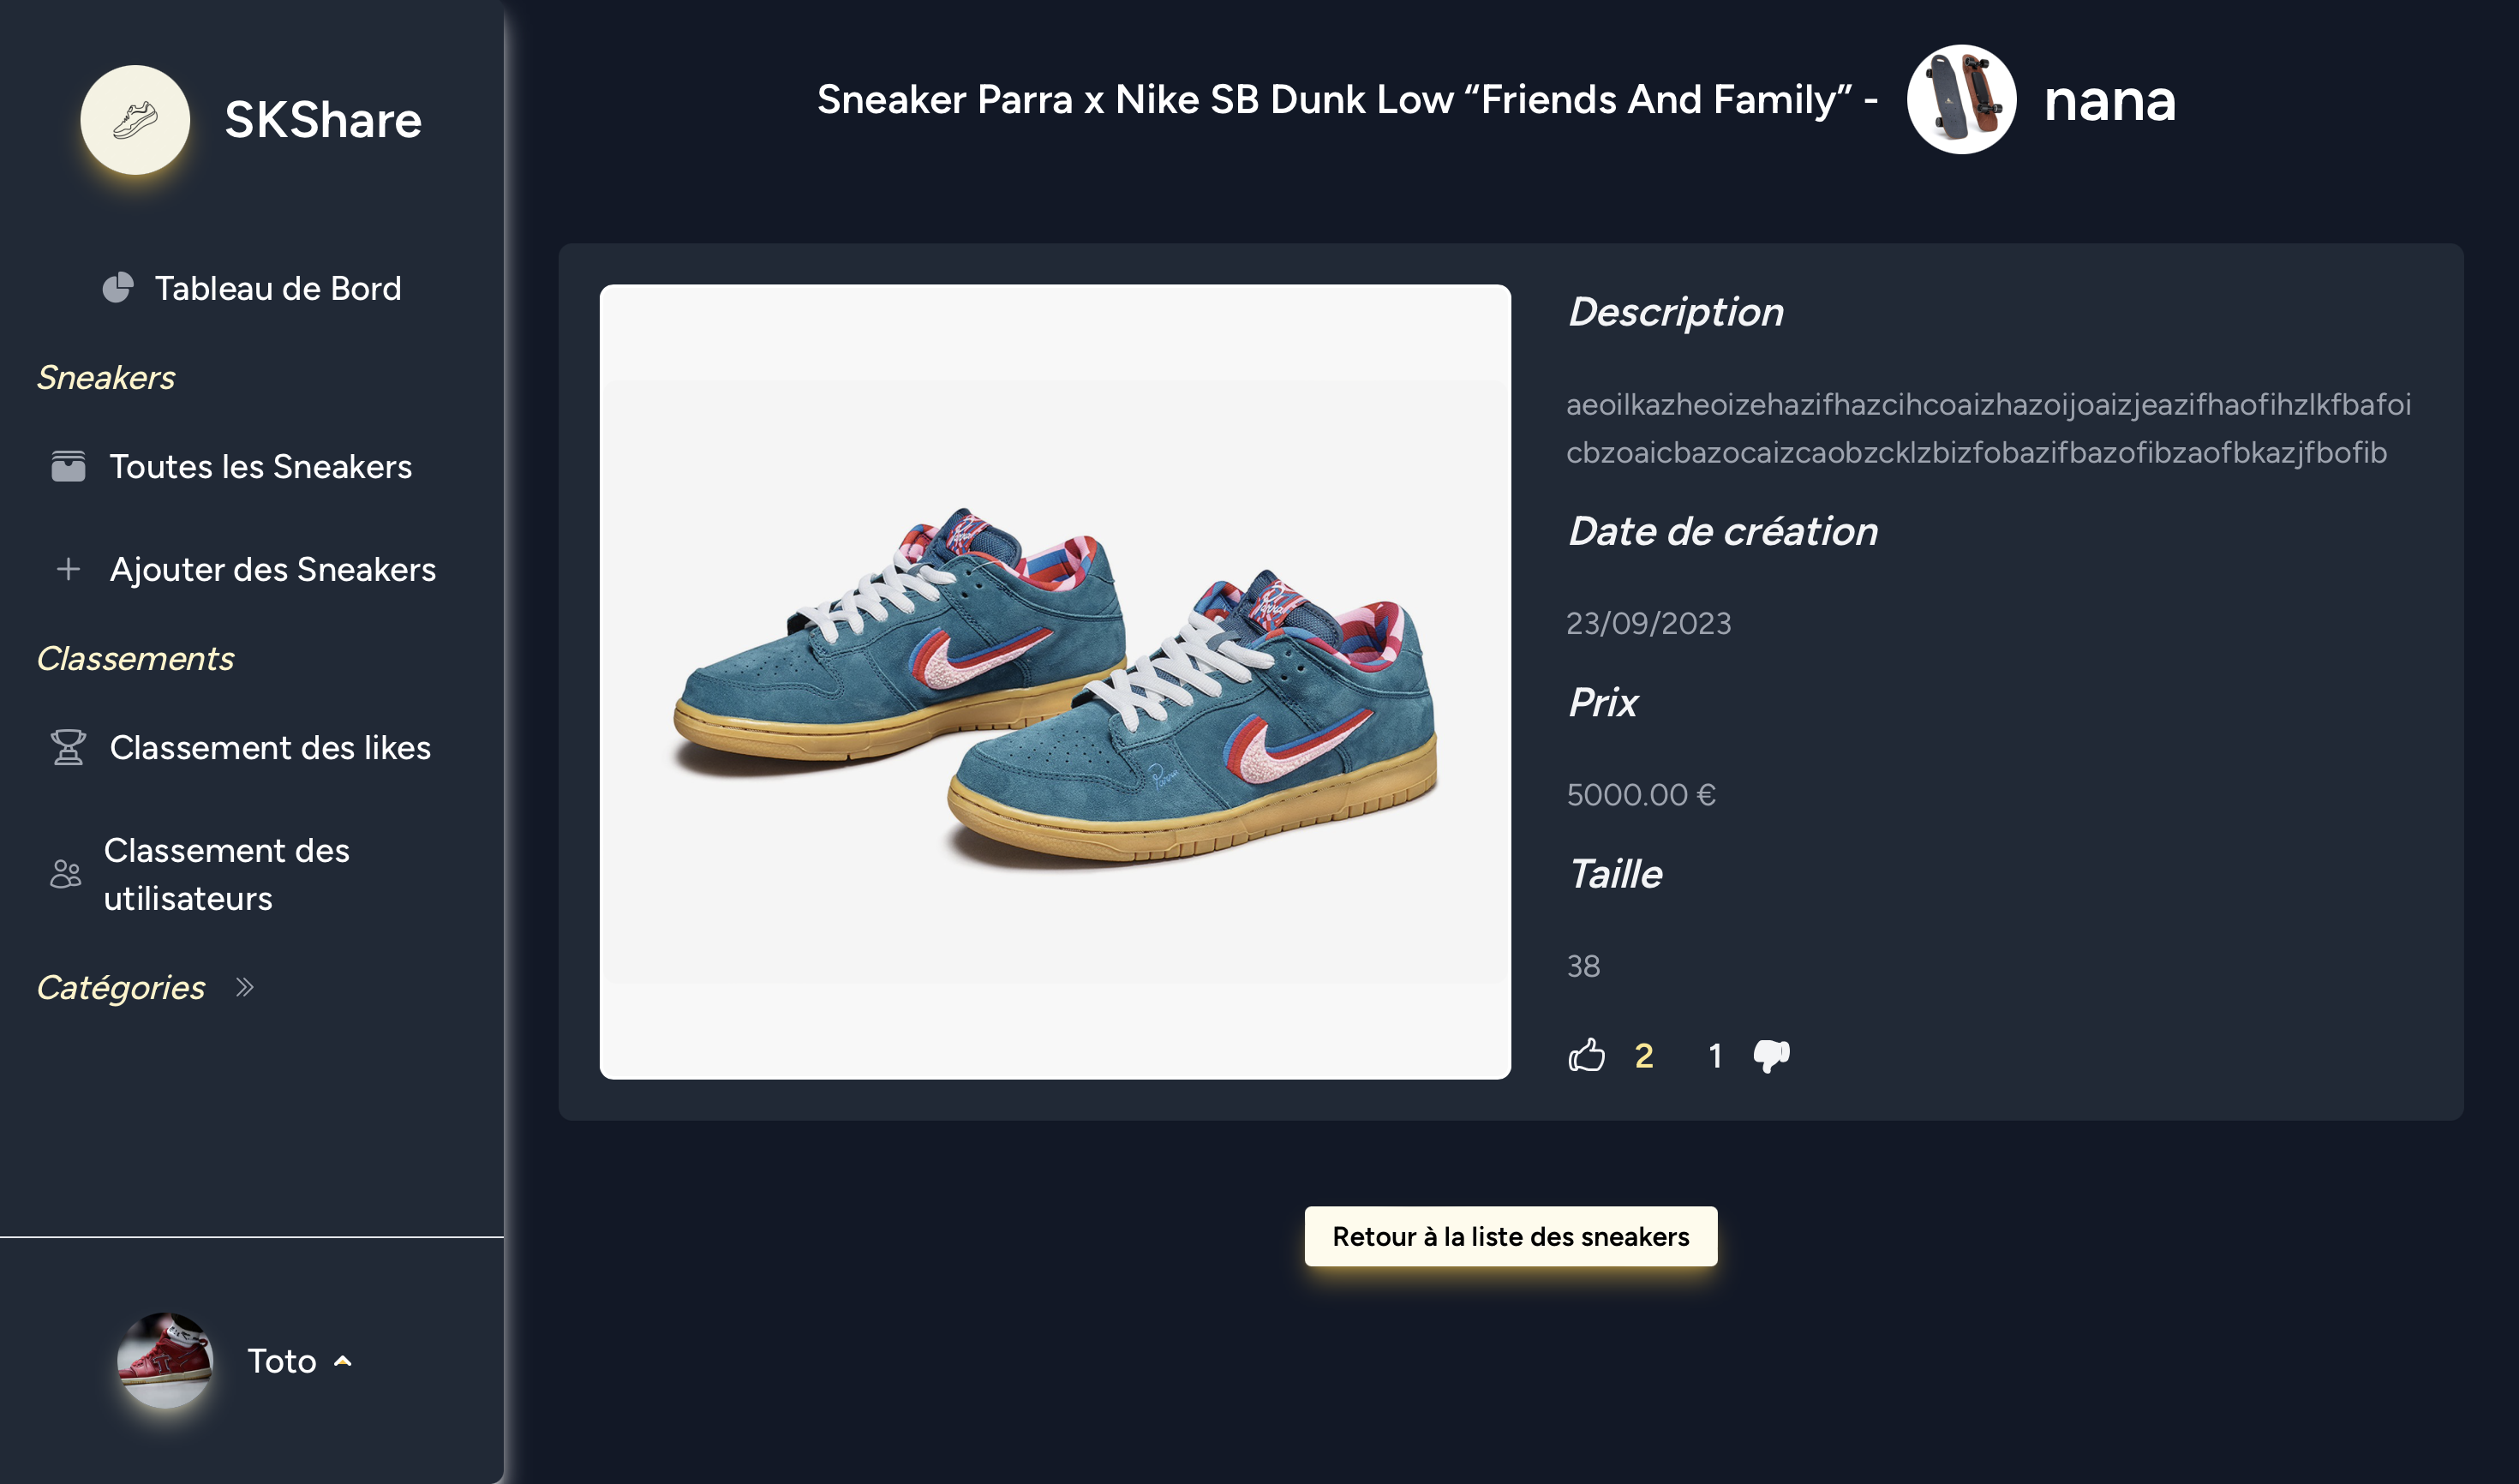 SKShare
Tableau de Bord
Sneakers
Toutes les Sneakers
Ajouter des Sneakers
Classements
Classement des likes
Classement des
utilisateurs
Catégories
Toto
Sneaker Parra x Nike SB Dunk Low “Friends And Family” -
nana
Description
aeoilkazheoizehazifhazcihcoaizhazoijoaizjeazifhaofihzlkfbafoi
cbzoaicbazocaizcaobzcklzbizfobazifbazofibzaofbkazjfbofib
Date de création
23/09/2023
Prix
5000.00 €
Taille
38
2 1
Parra
Retour à la liste des sneakers